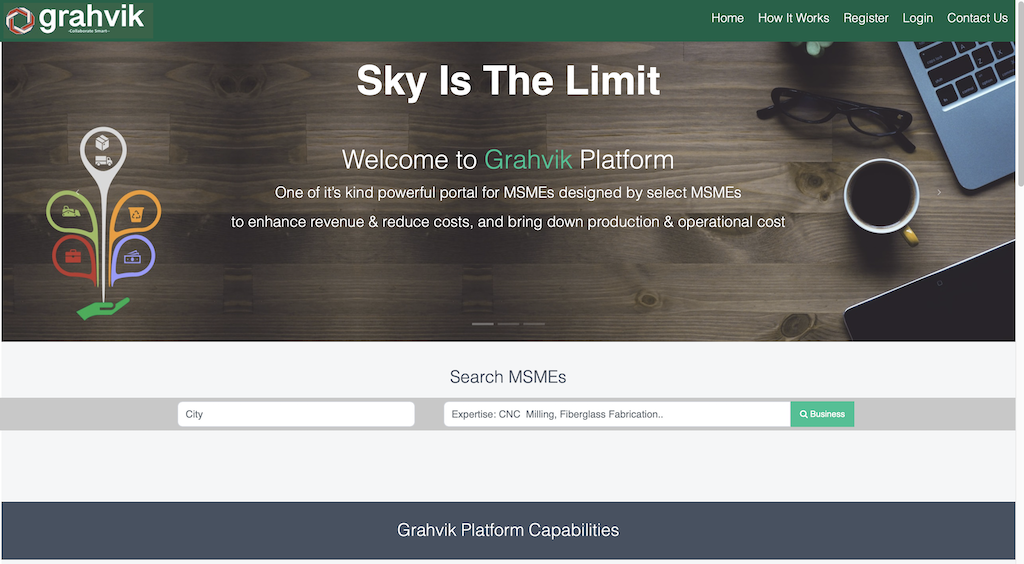 grahvik
~Collaborate Smart~
Home How It Works Register Login Contact Us
Sky Is The Limit
Welcome to Grahvik Platform
One of it's kind powerful portal for MSMEs designed by select MSMEs
to enhance revenue & reduce costs, and bring down production & operational cost
Search MSMEs
City
Expertise: CNC Milling, Fiberglass Fabrication..
Business
Grahvik Platform Capabilities